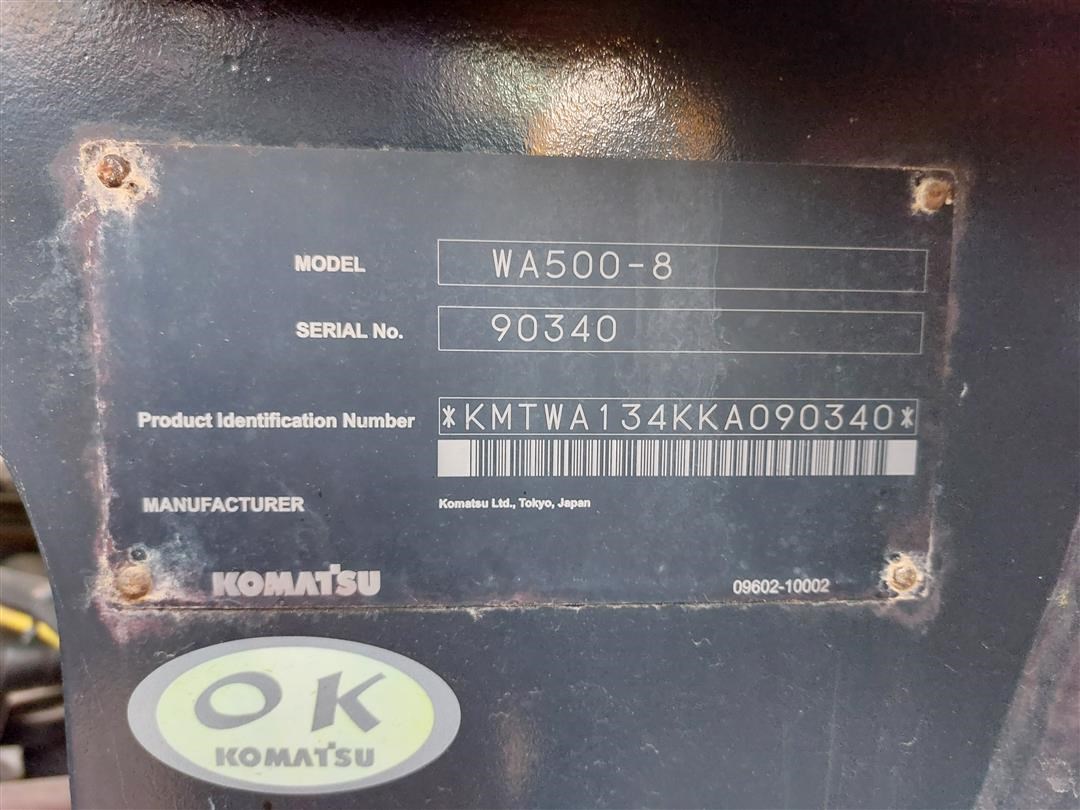 MODEL WA500-8
SERIAL No. 90340
Product Identification Number *KMTWA134KKA090340*
MANUFACTURER Komatsu Ltd., Tokyo, Japan
KOMATSU 09602-10002
OK
KOMATSU